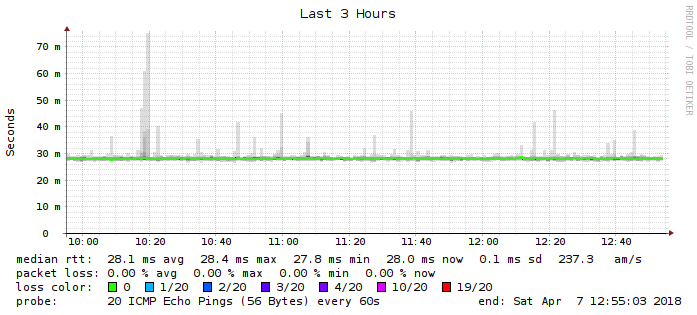 Last 3 Hours
RRDTOOL / TOBI OETIKER
Seconds
70 m
60 m
50 m
40 m
30 m
20 m
10 m
0
10:00 10:20 10:40 11:00 11:20 11:40 12:00 12:20 12:40
median rtt: 28.1 ms avg 28.4 ms max 27.8 ms min 28.0 ms now 0.1 ms sd 237.3 am/s
packet loss: 0.00 % avg 0.00 % max 0.00 % min 0.00 % now
loss color: 0 1/20 2/20 3/20 4/20 10/20 19/20
probe: 20 ICMP Echo Pings (56 Bytes) every 60s end: Sat Apr 7 12:55:03 2018